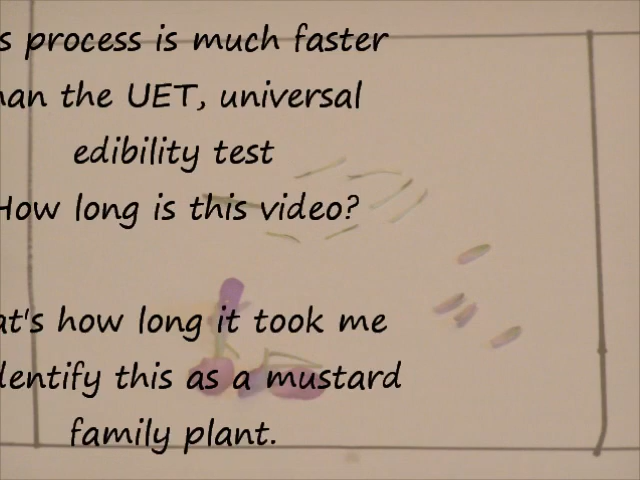 s process is much faster
han the UET, universal
edibility test
How long is this video?
at's how long it took me
dentify this as a mustard
family plant.